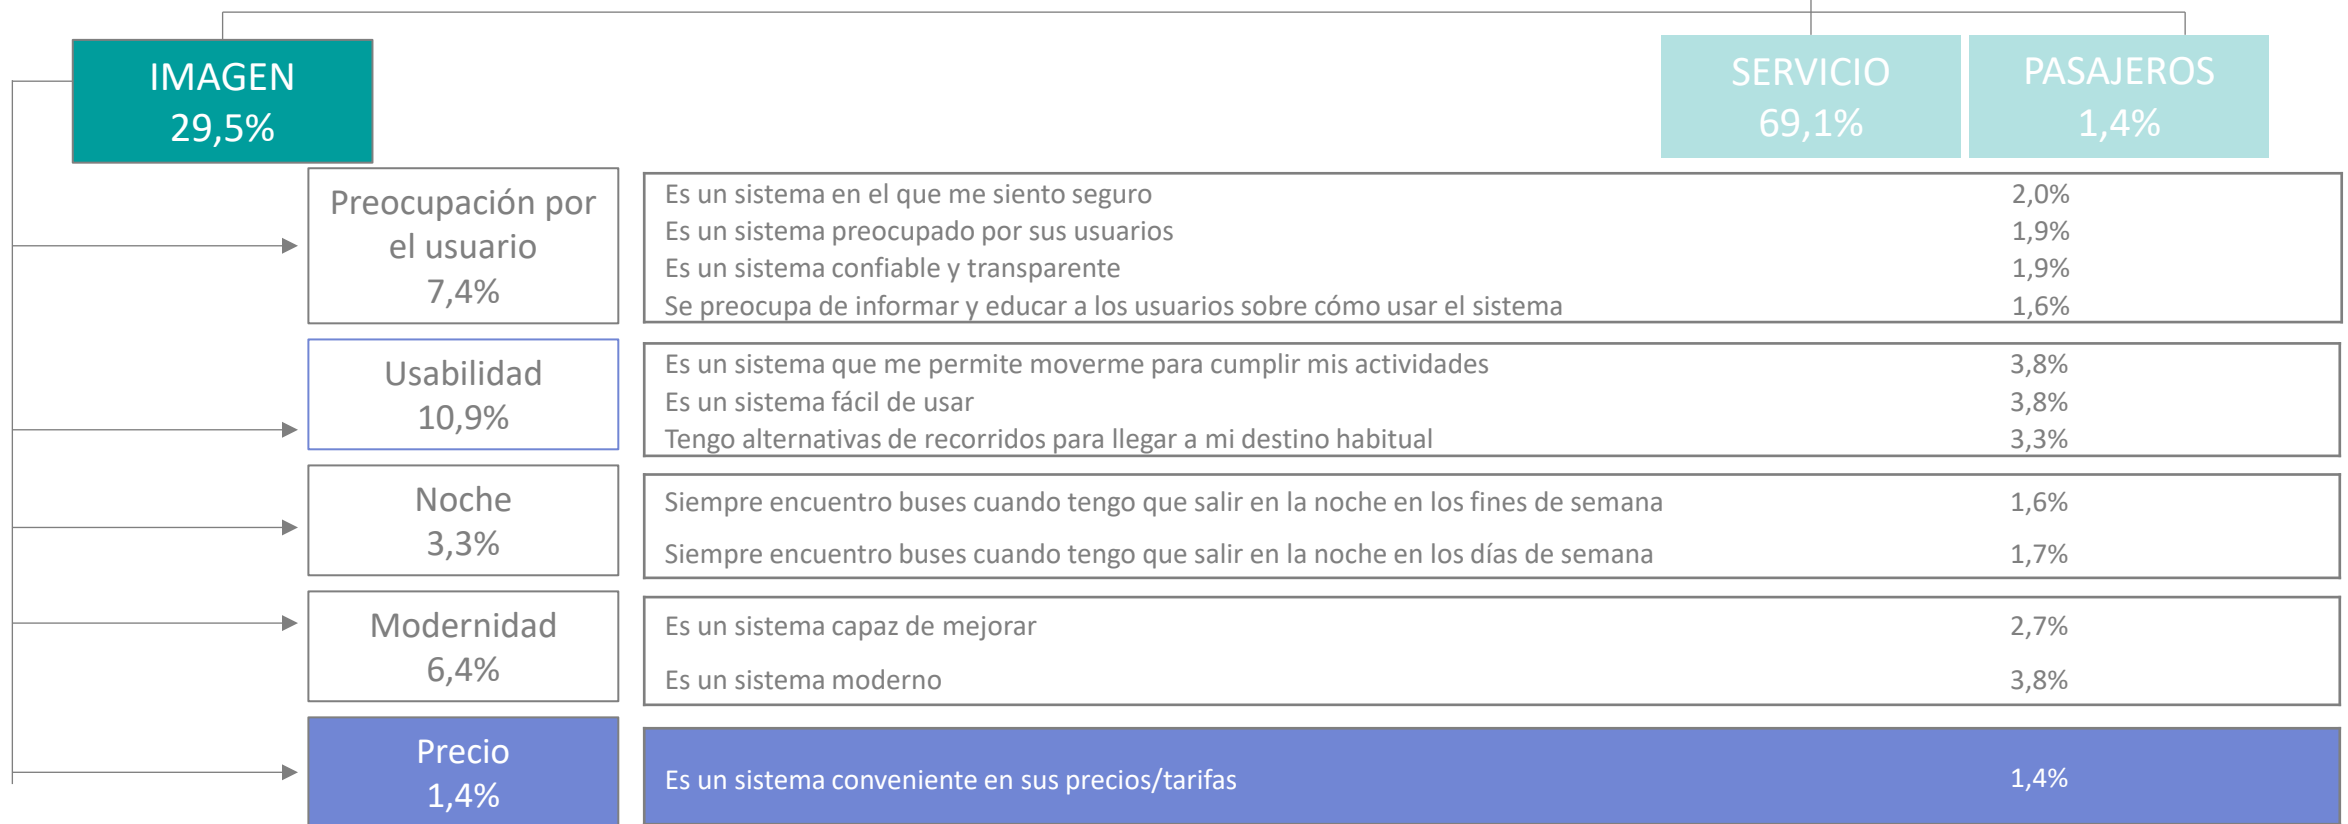 IMAGEN
29,5%
SERVICIO
69,1%
PASAJEROS
1,4%
Preocupación por
el usuario
7,4%
Es un sistema en el que me siento seguro 2,0%
Es un sistema preocupado por sus usuarios 1,9%
Es un sistema confiable y transparente 1,9%
Se preocupa de informar y educar a los usuarios sobre cómo usar el sistema 1,6%
Usabilidad
10,9%
Es un sistema que me permite moverme para cumplir mis actividades 3,8%
Es un sistema fácil de usar 3,8%
Tengo alternativas de recorridos para llegar a mi destino habitual 3,3%
Noche
3,3%
Siempre encuentro buses cuando tengo que salir en la noche en los fines de semana 1,6%
Siempre encuentro buses cuando tengo que salir en la noche en los días de semana 1,7%
Modernidad
6,4%
Es un sistema capaz de mejorar 2,7%
Es un sistema moderno 3,8%
Precio
1,4%
Es un sistema conveniente en sus precios/tarifas 1,4%